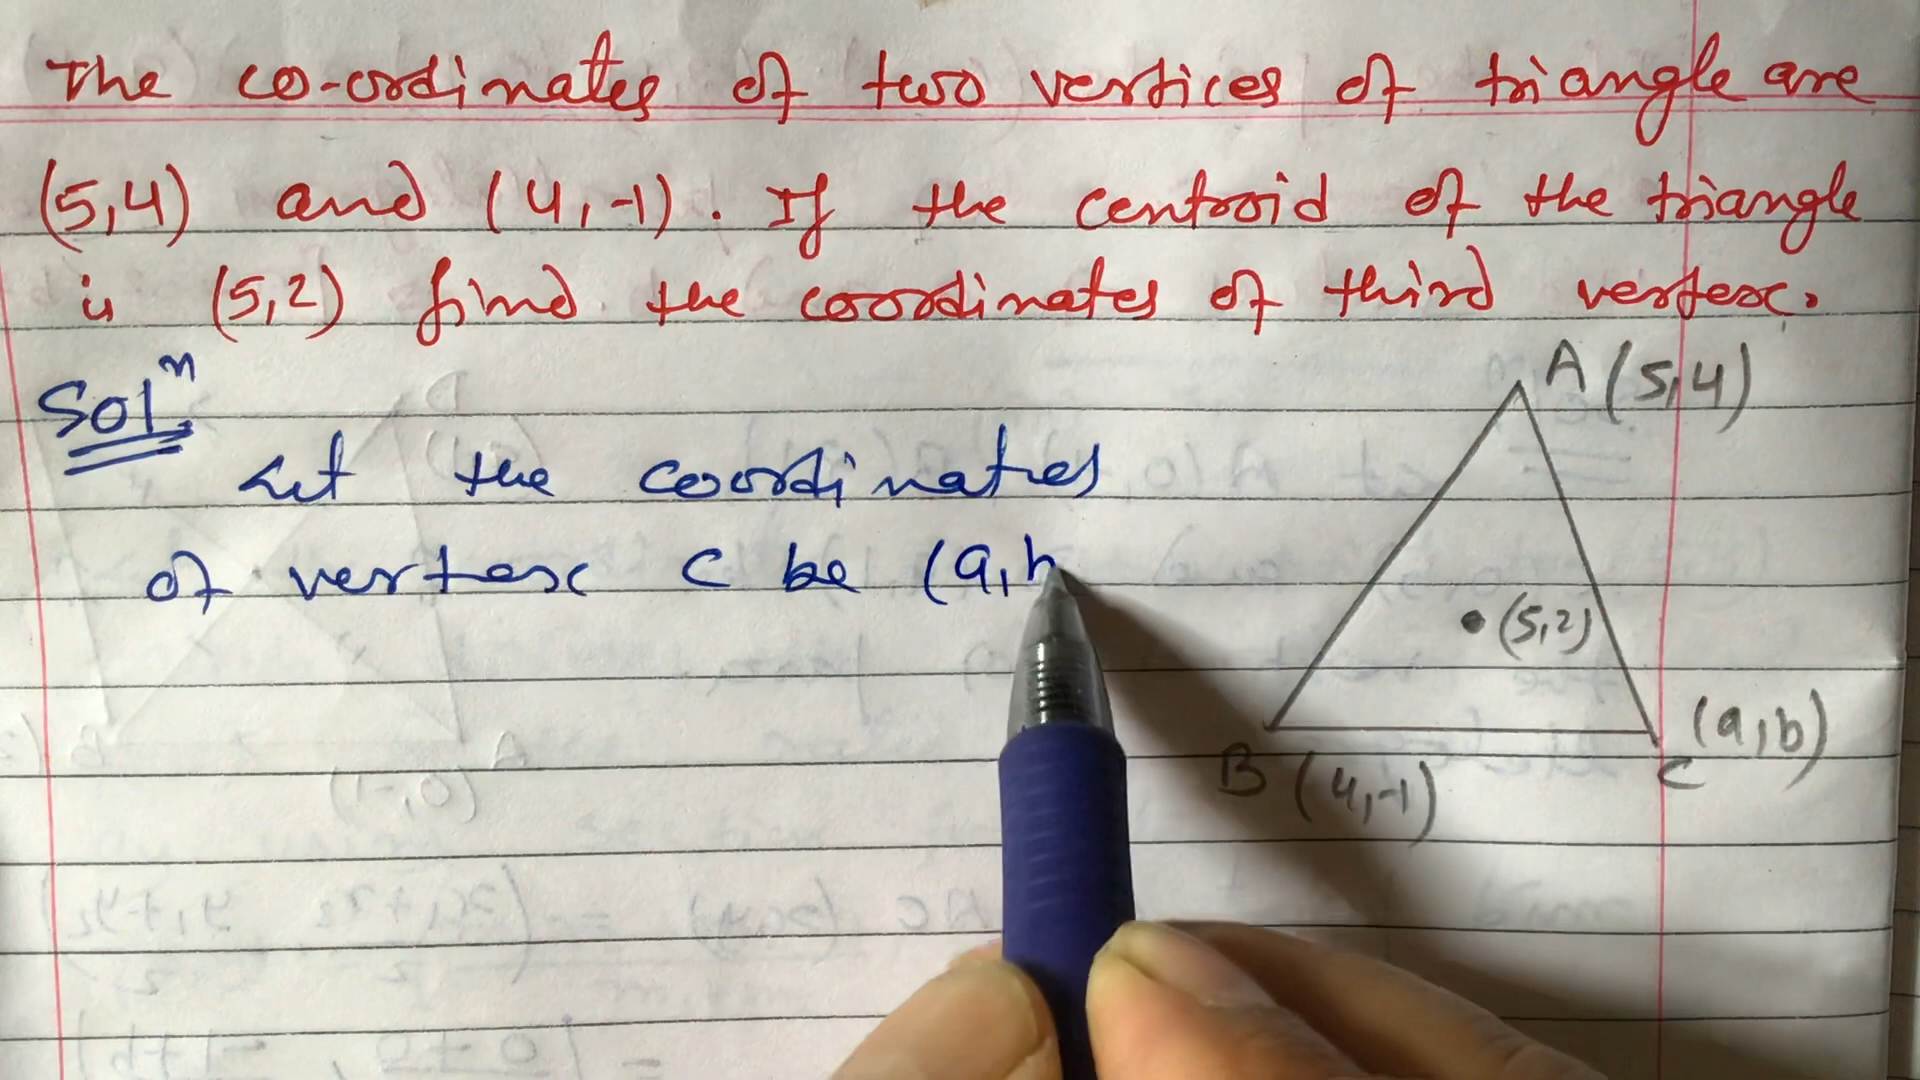 The co-ordinates of two vertices of triangle are
(5,4) and (4,-1). If the centroid of the triangle
is (5,2) find the coordinates of third vertex.
Solⁿ
Let the coordinates
of vertex C be (a,b
A (5,4)
(5,2)
(a,b)
B (4,-1)
C